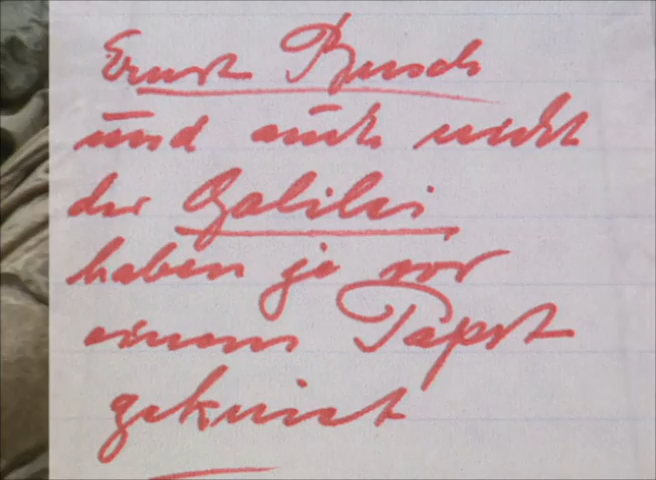 Ernst Busch
und auch nicht
der Galilei
haben je vor
einem Papst
gekniet